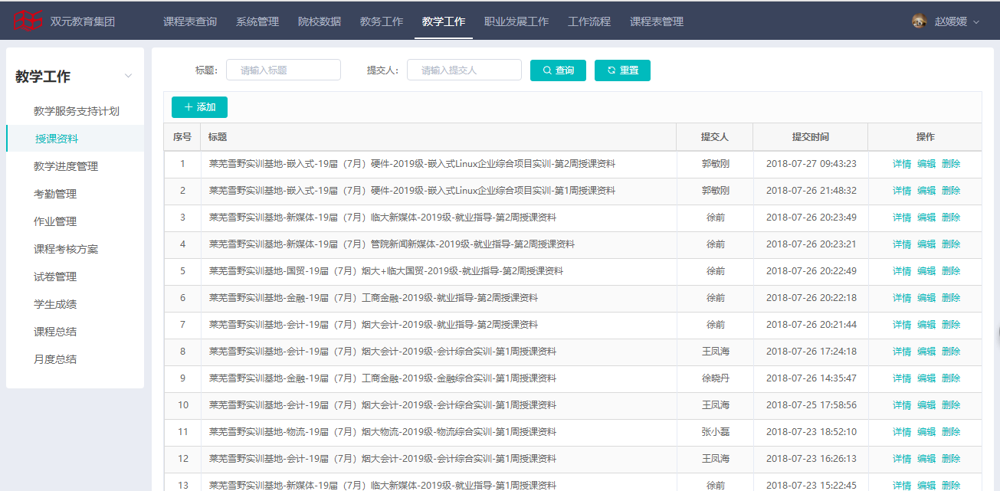 双元教育集团 课程表查询 系统管理 院校数据 教务工作 教学工作 职业发展工作 工作流程 课程表管理 赵媛媛
教学工作
教学服务支持计划
授课资料
教学进度管理
考勤管理
作业管理
课程考核方案
试卷管理
学生成绩
课程总结
月度总结
标题: 请输入标题 提交人: 请输入提交人 查询 重置
添加
序号 标题 提交人 提交时间 操作
1 莱芜雪野实训基地-嵌入式-19届（7月）硬件-2019级-嵌入式Linux企业综合项目实训-第2周授课资料 郭敏刚 2018-07-27 09:43:23 详情 编辑 删除
2 莱芜雪野实训基地-嵌入式-19届（7月）硬件-2019级-嵌入式Linux企业综合项目实训-第1周授课资料 郭敏刚 2018-07-26 21:48:32 详情 编辑 删除
3 莱芜雪野实训基地-新媒体-19届（7月）临大新媒体-2019级-就业指导-第2周授课资料 徐前 2018-07-26 20:23:49 详情 编辑 删除
4 莱芜雪野实训基地-新媒体-19届（7月）管院新闻新媒体-2019级-就业指导-第2周授课资料 徐前 2018-07-26 20:23:21 详情 编辑 删除
5 莱芜雪野实训基地-国贸-19届（7月）烟大+临大国贸-2019级-就业指导-第2周授课资料 徐前 2018-07-26 20:22:49 详情 编辑 删除
6 莱芜雪野实训基地-金融-19届（7月）工商金融-2019级-就业指导-第2周授课资料 徐前 2018-07-26 20:22:18 详情 编辑 删除
7 莱芜雪野实训基地-会计-19届（7月）烟大会计-2019级-就业指导-第2周授课资料 徐前 2018-07-26 20:21:44 详情 编辑 删除
8 莱芜雪野实训基地-会计-19届（7月）烟大会计-2019级-会计综合实训-第1周授课资料 王凤海 2018-07-26 17:24:18 详情 编辑 删除
9 莱芜雪野实训基地-金融-19届（7月）工商金融-2019级-金融综合实训-第1周授课资料 徐晓丹 2018-07-26 14:35:47 详情 编辑 删除
10 莱芜雪野实训基地-会计-19届（7月）烟大会计-2019级-会计综合实训-第1周授课资料 王凤海 2018-07-25 17:58:56 详情 编辑 删除
11 莱芜雪野实训基地-物流-19届（7月）烟大物流-2019级-物流综合实训-第1周授课资料 张小磊 2018-07-23 18:52:10 详情 编辑 删除
12 莱芜雪野实训基地-会计-19届（7月）烟大会计-2019级-会计综合实训-第1周授课资料 王凤海 2018-07-23 16:26:13 详情 编辑 删除
13 莱芜雪野实训基地-新媒体-19届（7月）临大新媒体-2019级-就业指导-第1周授课资料 徐前 2018-07-23 15:22:45 详情 编辑 删除